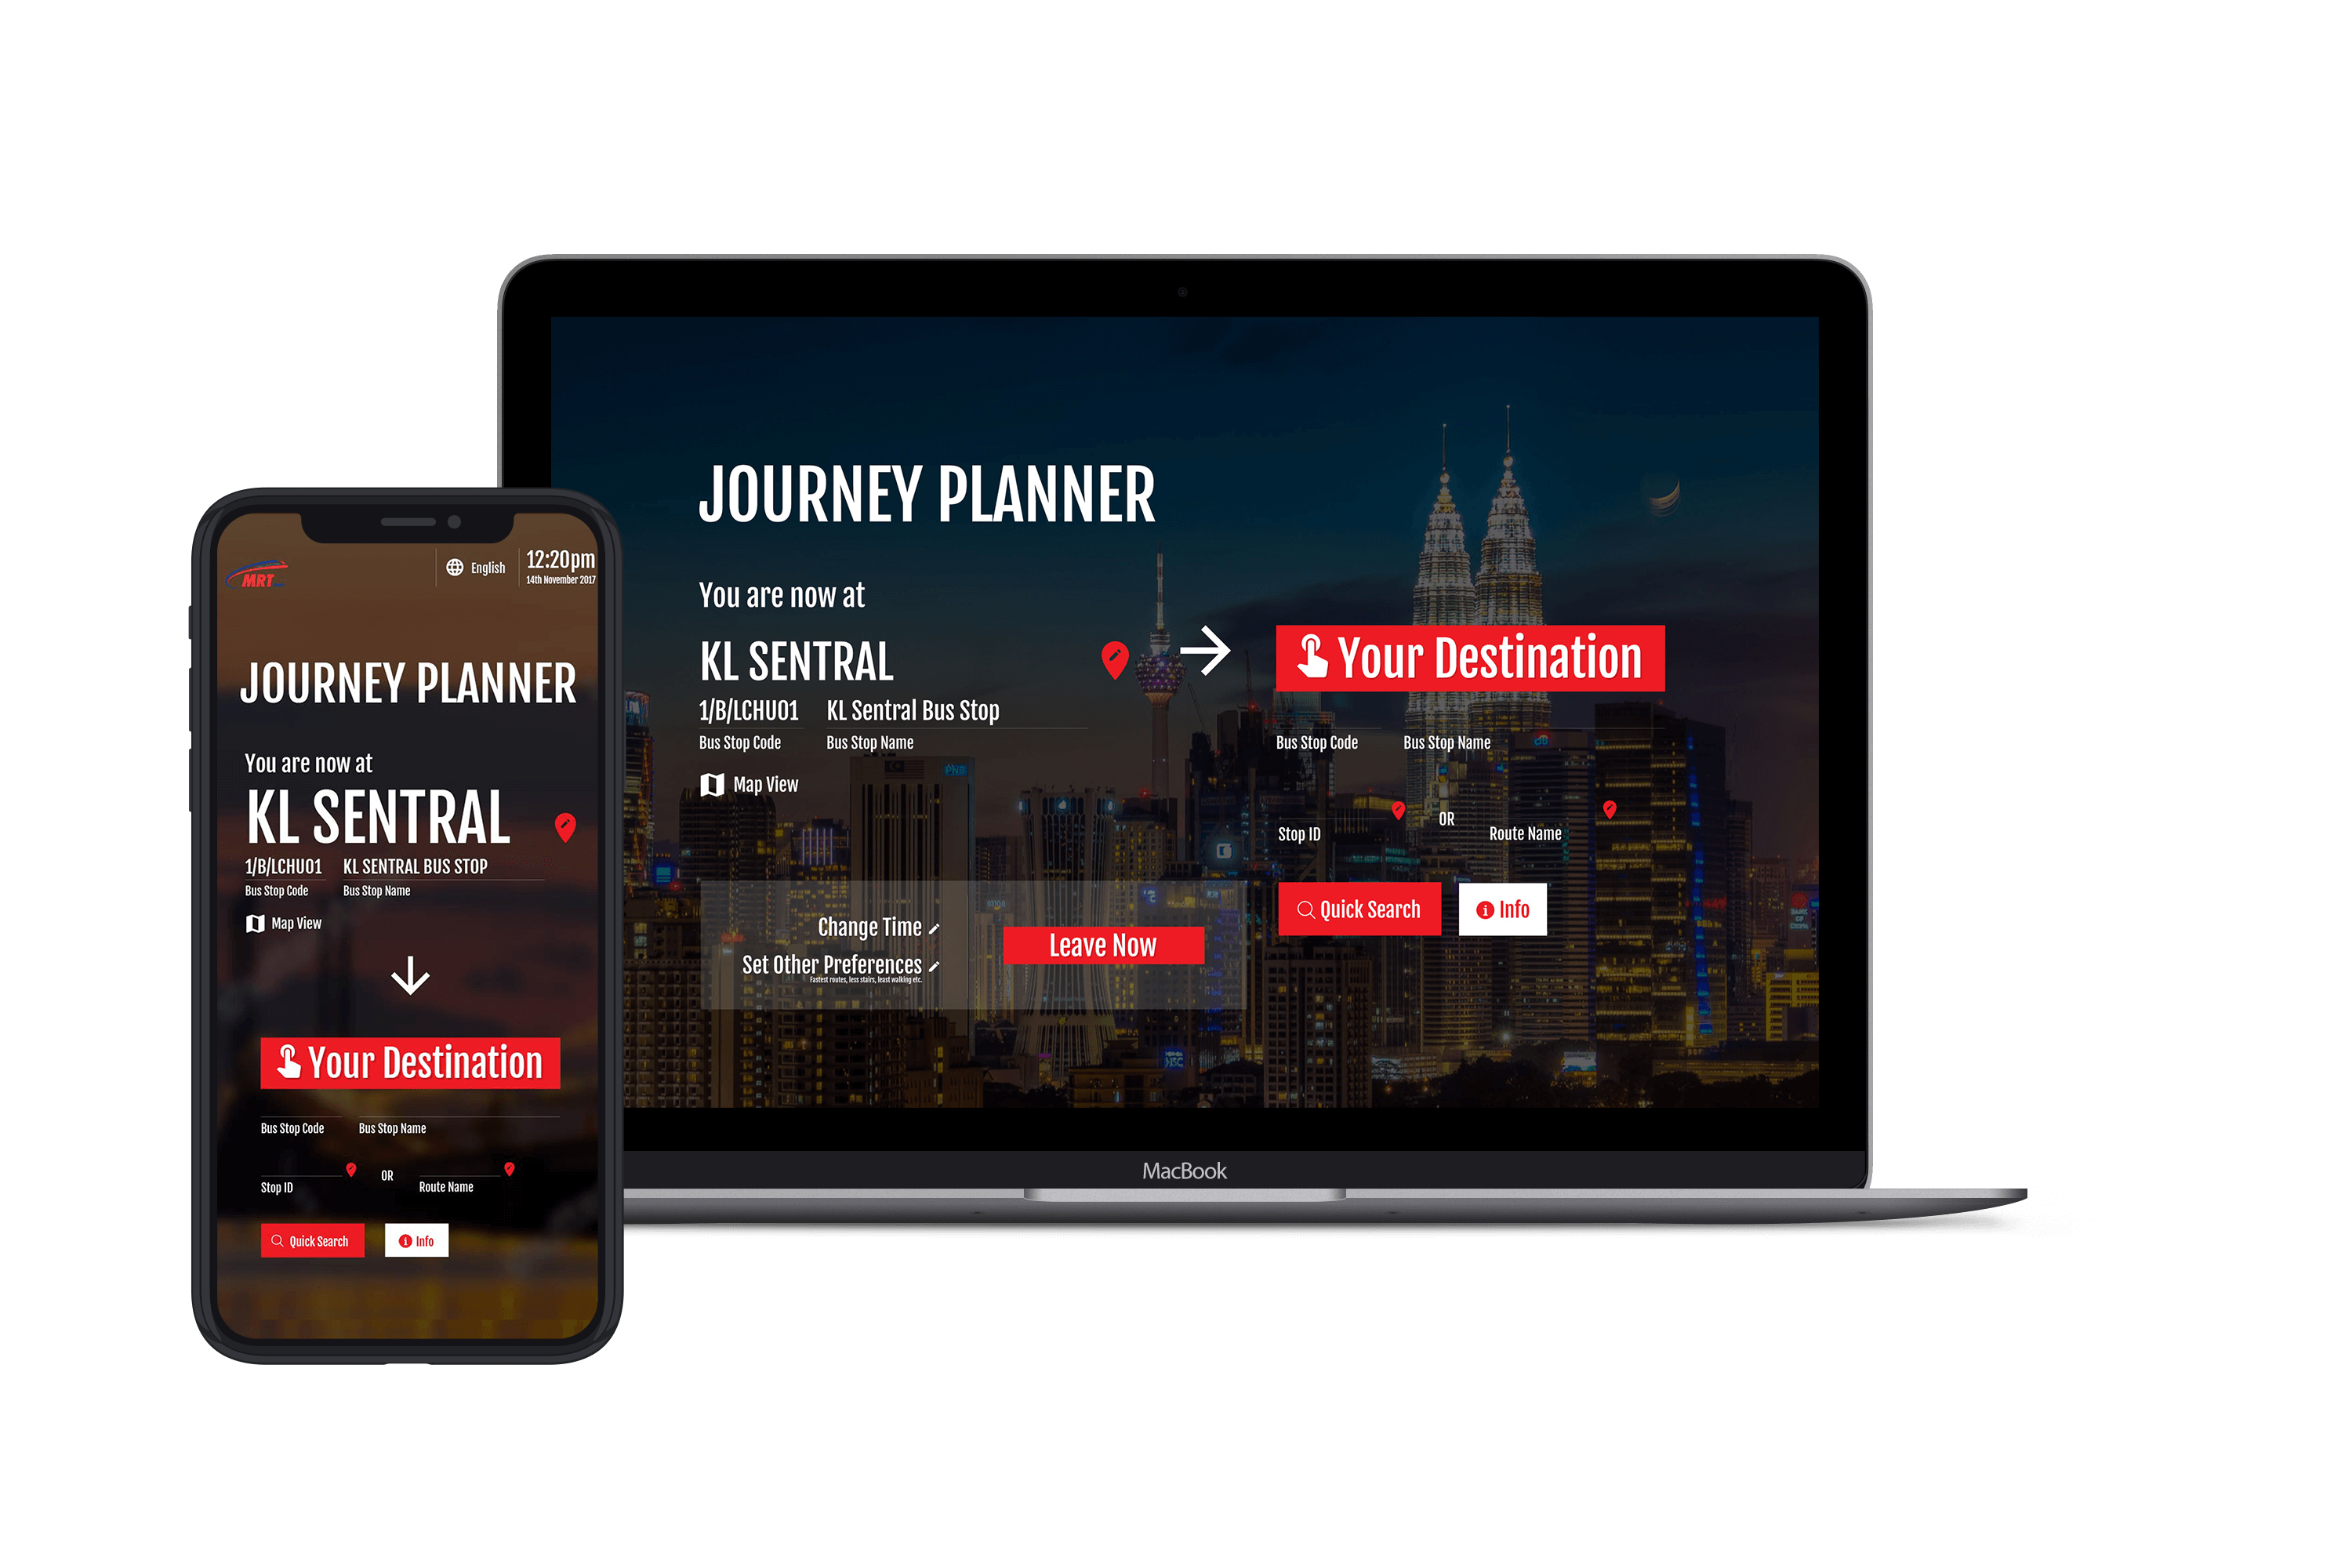 MRT
English
12:20pm
14th November 2017
JOURNEY PLANNER
You are now at
KL SENTRAL
1/B/LCHU01 KL SENTRAL BUS STOP
Bus Stop Code Bus Stop Name
Map View
Your Destination
Bus Stop Code Bus Stop Name
OR
Stop ID Route Name
Quick Search Info
JOURNEY PLANNER
You are now at
KL SENTRAL
1/B/LCHU01 KL Sentral Bus Stop
Bus Stop Code Bus Stop Name
Map View
Change Time
Set Other Preferences
Fastest routes, less stairs, least walking etc.
Leave Now
Your Destination
Bus Stop Code Bus Stop Name
OR
Stop ID Route Name
Quick Search Info
PNB
MacBook